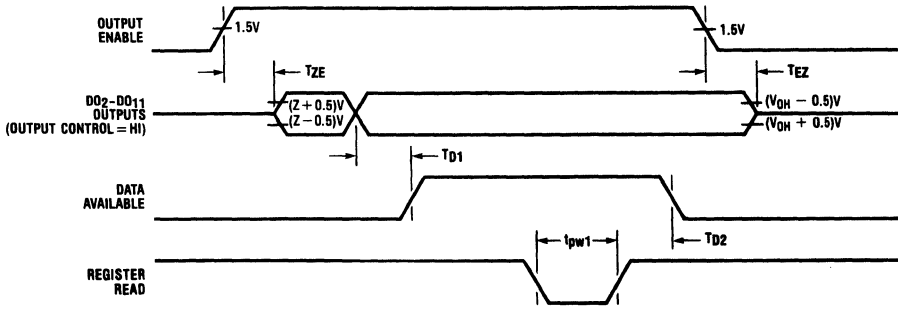 OUTPUT
ENABLE
1.5V
1.5V
TZE
TEZ
DO2-DO11
OUTPUTS
(OUTPUT CONTROL = HI)
(Z + 0.5)V
(Z - 0.5)V
(VOH - 0.5)V
(VOH + 0.5)V
TD1
DATA
AVAILABLE
TD2
tpw1
REGISTER
READ